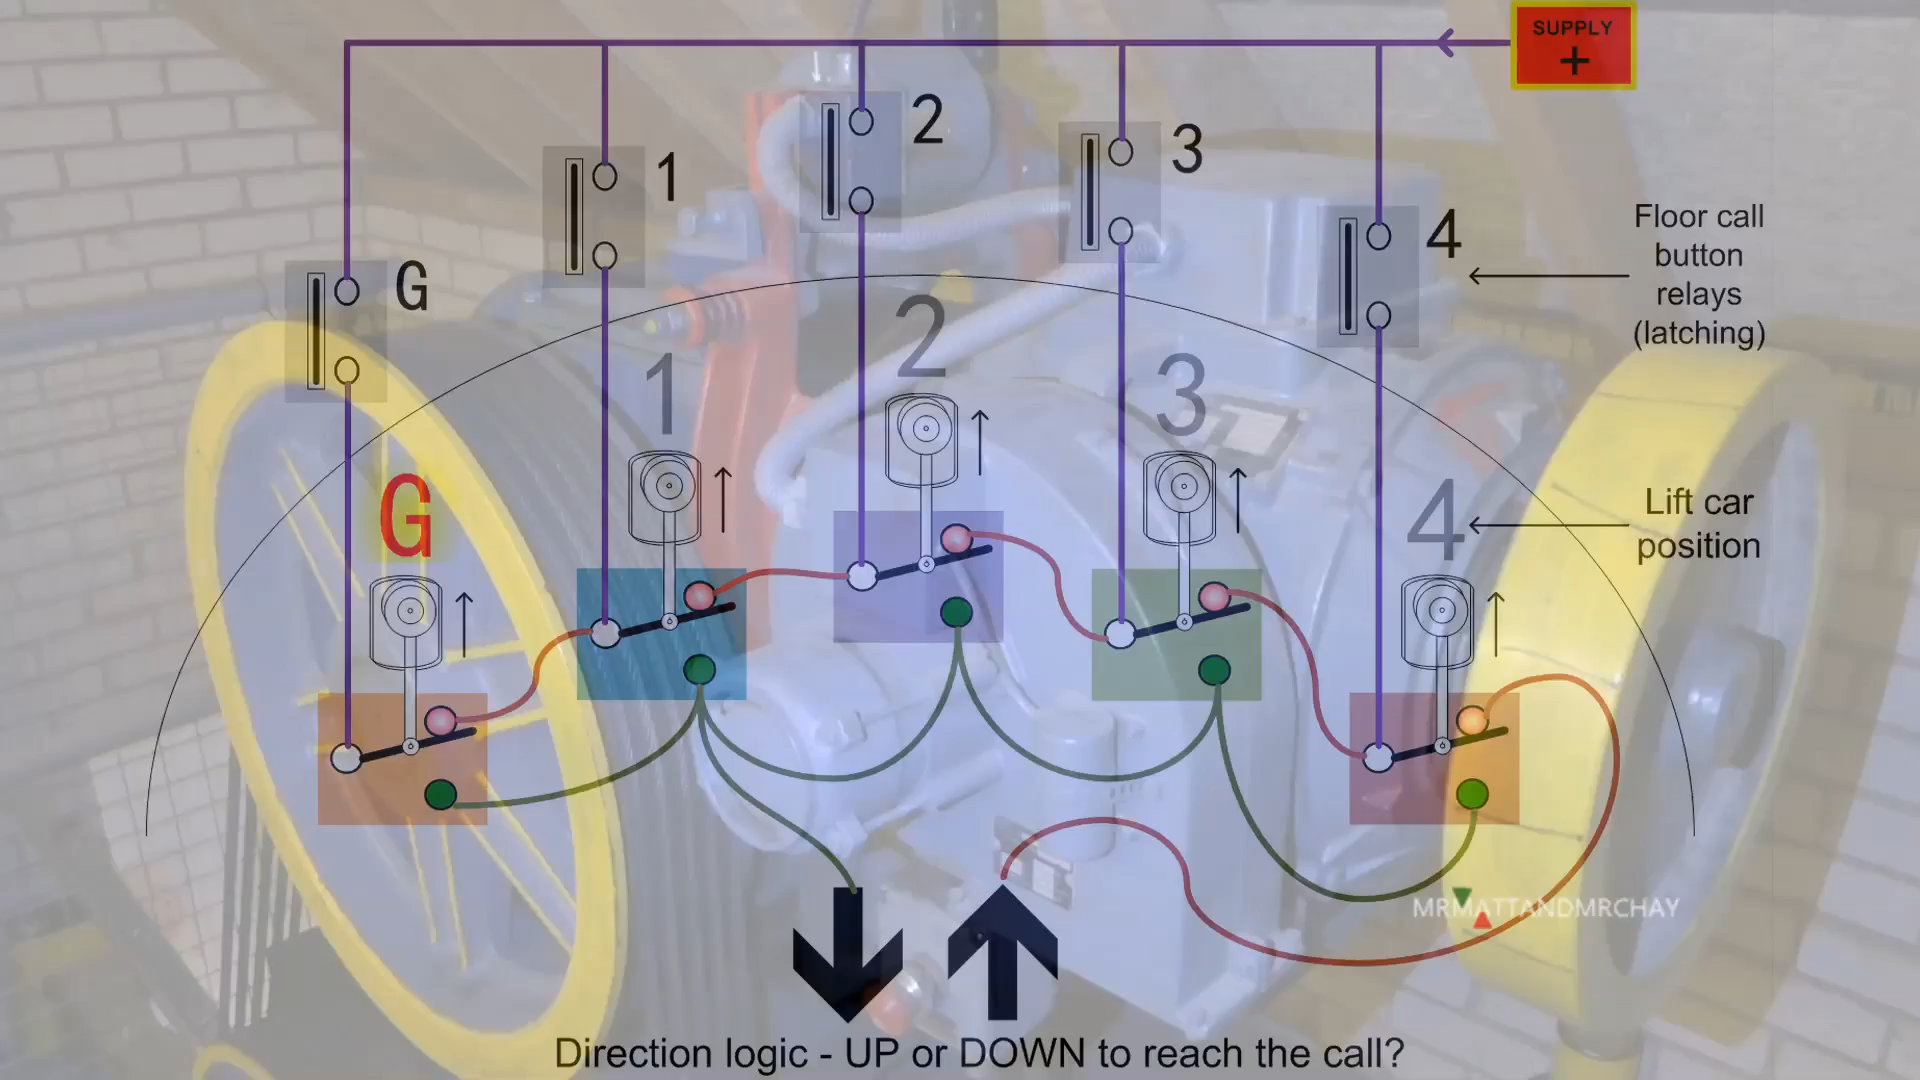 SUPPLY
+
2
1
3
4
G
Floor call
button
relays
(latching)
2
1
3
G
4
Lift car
position
MRMATTANDMRCHAY
Direction logic - UP or DOWN to reach the call?